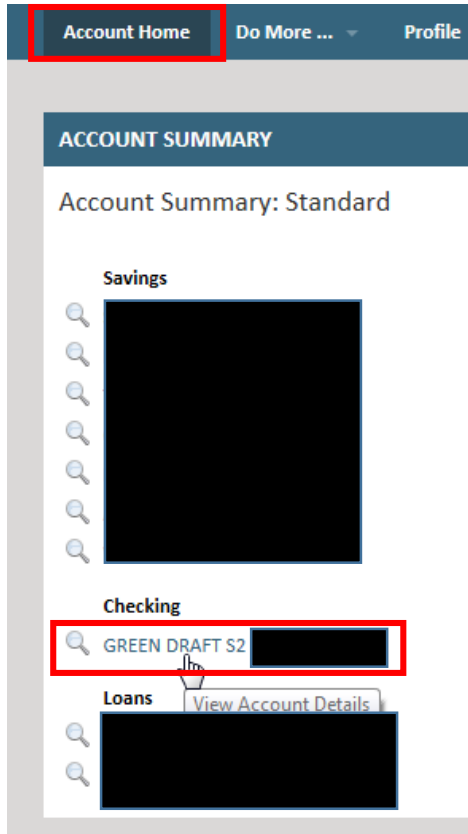 Account Home Do More ... Profile
ACCOUNT SUMMARY
Account Summary: Standard
Savings
Checking
GREEN DRAFT S2
Loans
View Account Details